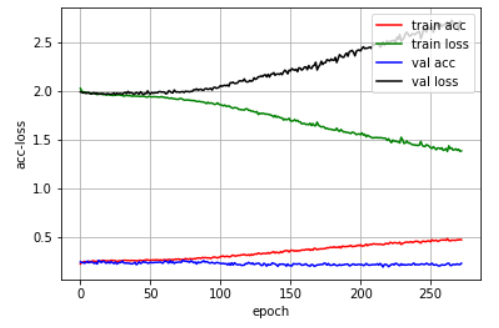 2.5
2.0
1.5
1.0
0.5
acc-loss
0
50
100
150
200
250
epoch
train acc
train loss
val acc
val loss